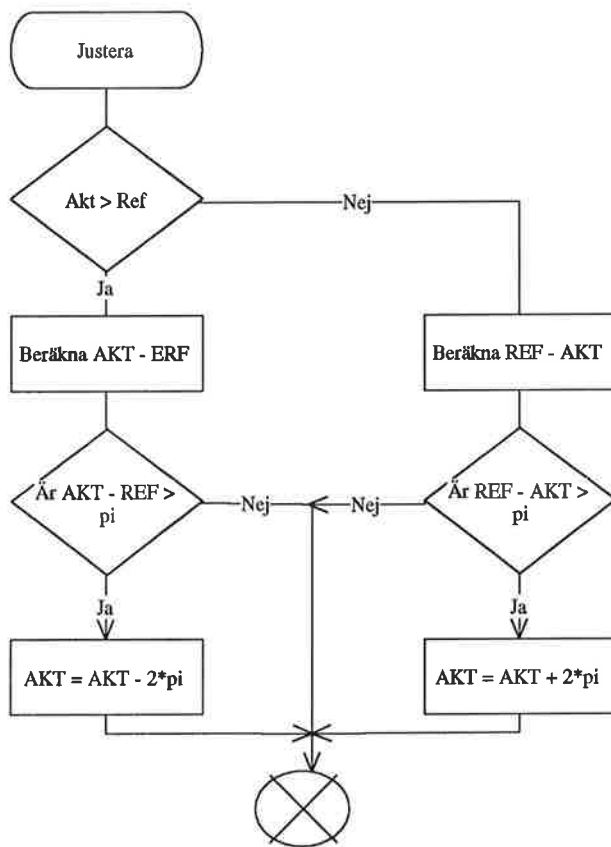 Justera
Akt > Ref
Nej
Ja
Beräkna AKT - ERF
Beräkna REF - AKT
Är AKT - REF >
pi
Nej
Nej
Är REF - AKT >
pi
Ja
Ja
AKT = AKT - 2*pi
AKT = AKT + 2*pi